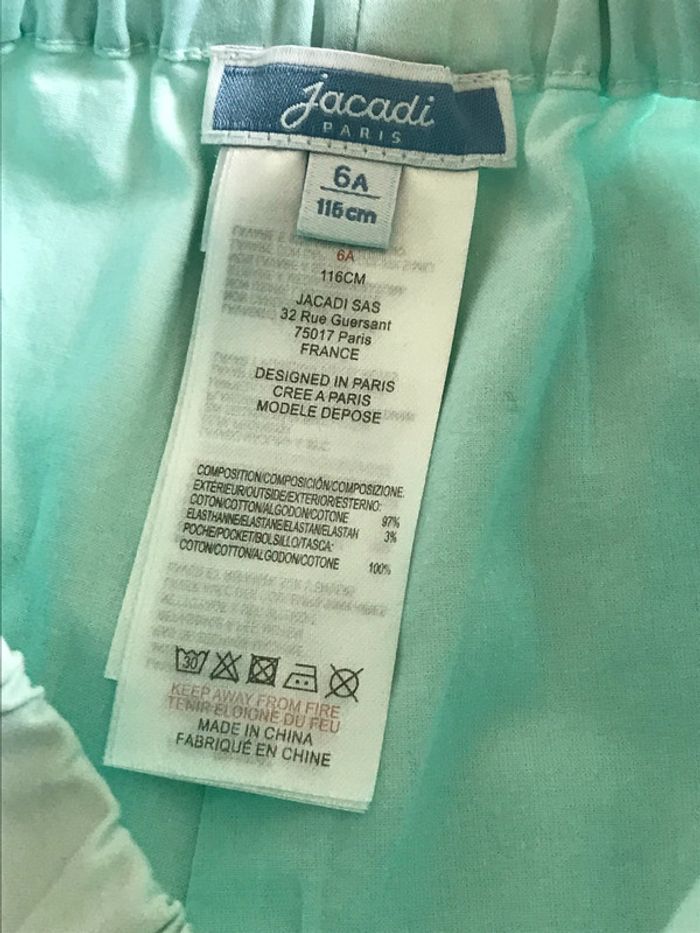 jacadi
PARIS
6A
116cm
6A
116CM
JACADI SAS
32 Rue Guersant
75017 Paris
FRANCE
DESIGNED IN PARIS
CREE A PARIS
MODELE DEPOSE
COMPOSITION/COMPOSICIÓN/COMPOSIZIONE.
EXTÉRIEUR/OUTSIDE/EXTERIOR/ESTERNO:
COTON/COTTON/ALGODON/COTONE 97%
ELASTHANNE/ELASTANE/ELASTAN/ELASTAN 3%
POCHE/POCKET/BOLSILLO/TASCA:
COTON/COTTON/ALGODON/COTONE 100%
30
KEEP AWAY FROM FIRE
TENIR ELOIGNE DU FEU
MADE IN CHINA
FABRIQUÉ EN CHINE